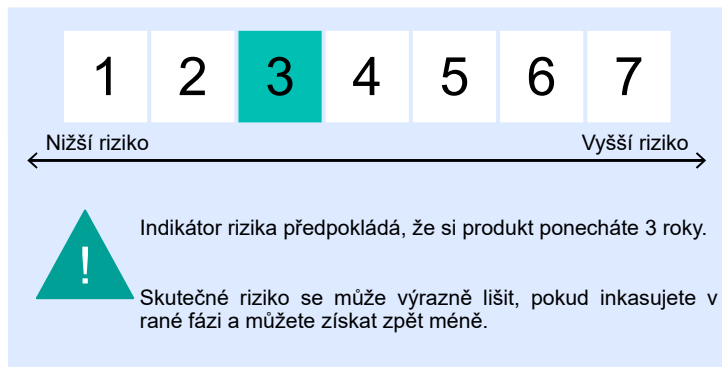 1 2 3 4 5 6 7
Nižší riziko Vyšší riziko
!
Indikátor rizika předpokládá, že si produkt ponecháte 3 roky.
Skutečné riziko se může výrazně lišit, pokud inkasujete v
rané fázi a můžete získat zpět méně.